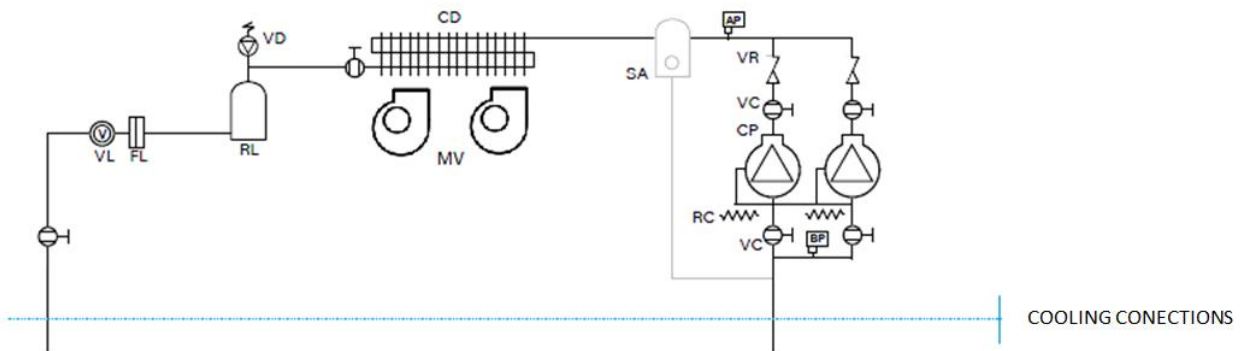 CD
AP
VD
VR
SA
VC
CP
V
VL
FL
RL
MV
RC
VC
BP
COOLING CONECTIONS